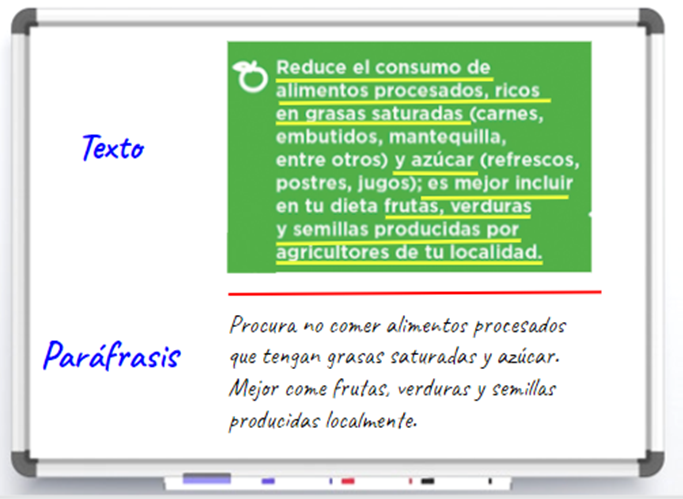 Texto
Reduce el consumo de
alimentos procesados, ricos
en grasas saturadas (carnes,
embutidos, mantequilla,
entre otros) y azúcar (refrescos,
postres, jugos); es mejor incluir
en tu dieta frutas, verduras
y semillas producidas por
agricultores de tu localidad.
Paráfrasis
Procura no comer alimentos procesados
que tengan grasas saturadas y azúcar.
Mejor come frutas, verduras y semillas
producidas localmente.